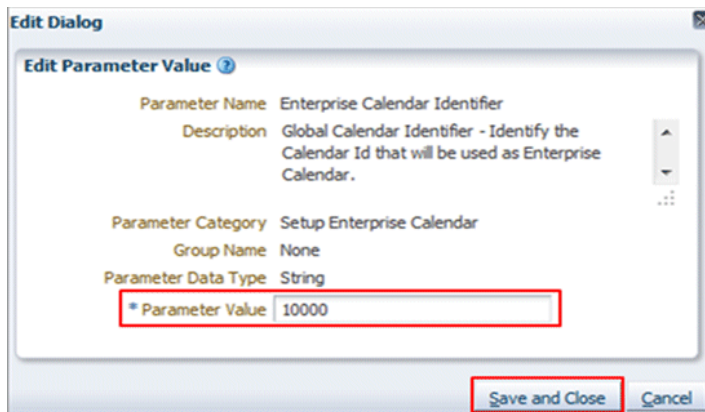 Edit Dialog
Edit Parameter Value
Parameter Name Enterprise Calendar Identifier
Description Global Calendar Identifier - Identify the
Calendar Id that will be used as Enterprise
Calendar.
Parameter Category Setup Enterprise Calendar
Group Name None
Parameter Data Type String
* Parameter Value 10000
Save and Close Cancel